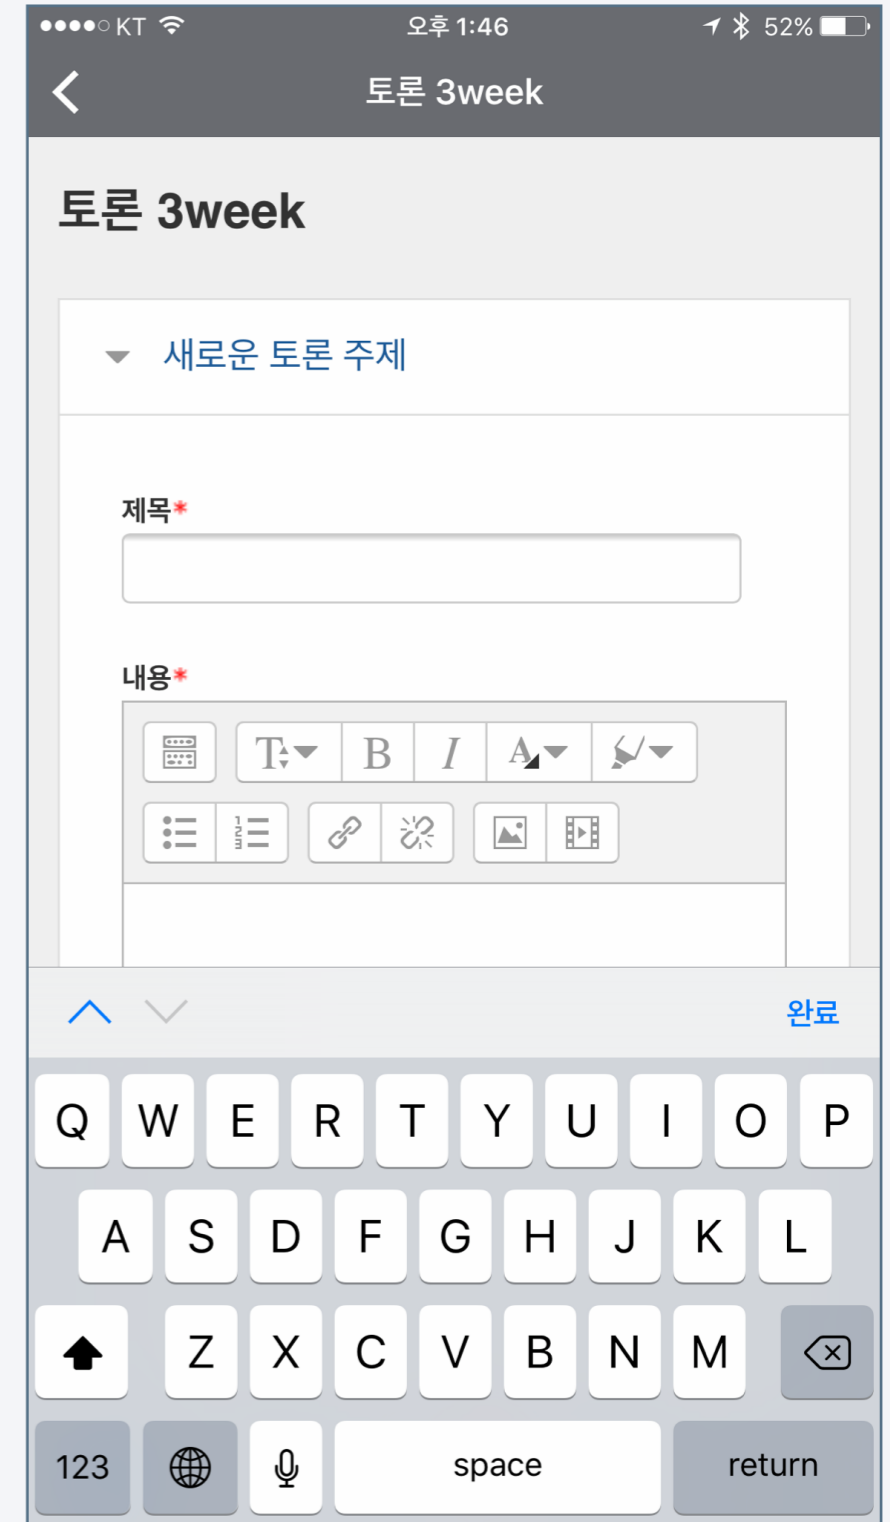 KT 오후 1:46 52%
토론 3week
토론 3week
새로운 토론 주제
제목*
내용*
T B I A
완료
Q W E R T Y U I O P
A S D F G H J K L
Z X C V B N M
123 space return